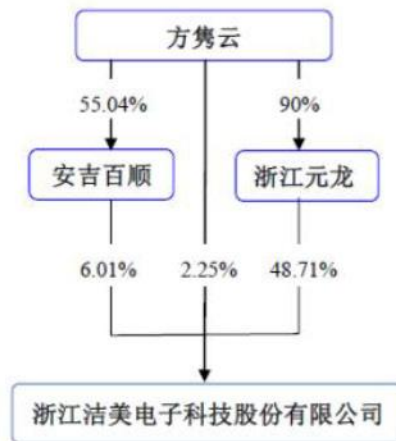 方隽云
55.04%
90%
安吉百顺
浙江元龙
6.01%
2.25%
48.71%
浙江洁美电子科技股份有限公司